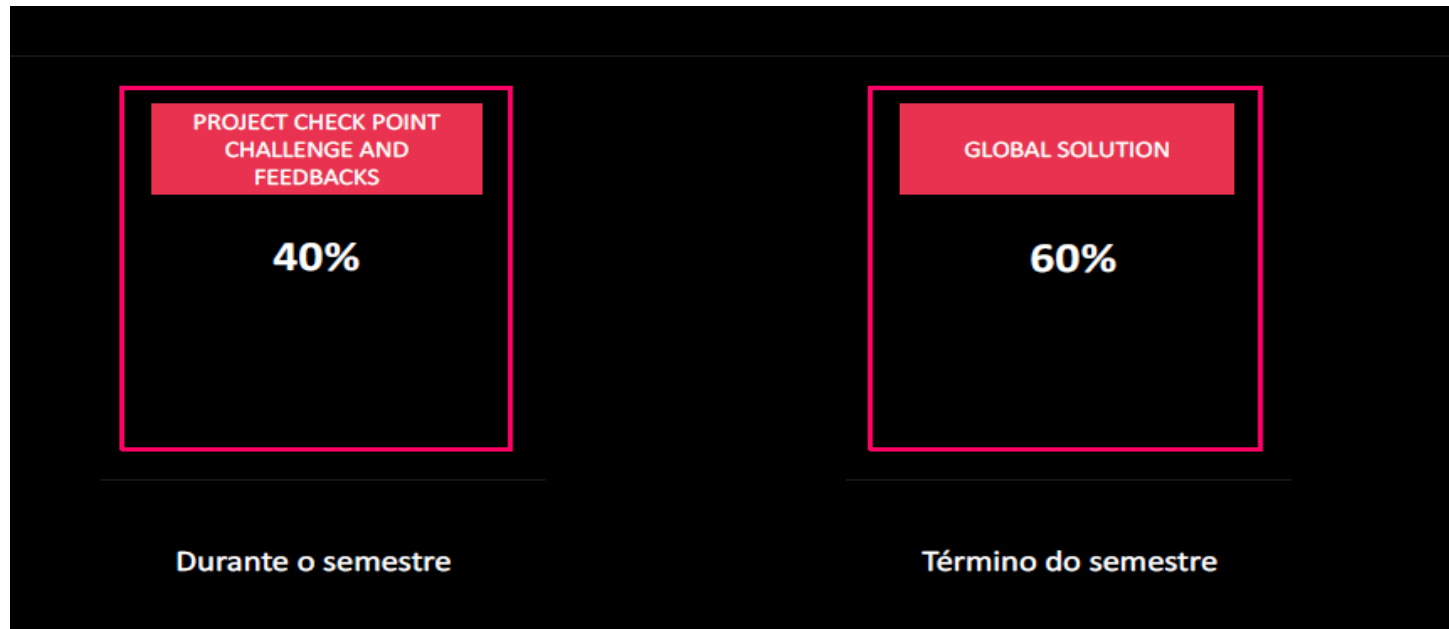 PROJECT CHECK POINT
CHALLENGE AND
FEEDBACKS
40%
Durante o semestre
GLOBAL SOLUTION
60%
Término do semestre